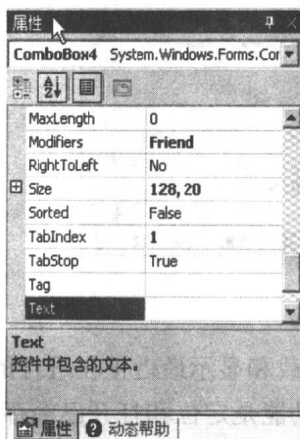 属性
ComboBox4 System.Windows.Forms.Cor
MaxLength 0
Modifiers Friend
RightToLeft No
Size 128, 20
Sorted False
TabIndex 1
TabStop True
Tag
Text
Text
控件中包含的文本。
属性 动态帮助